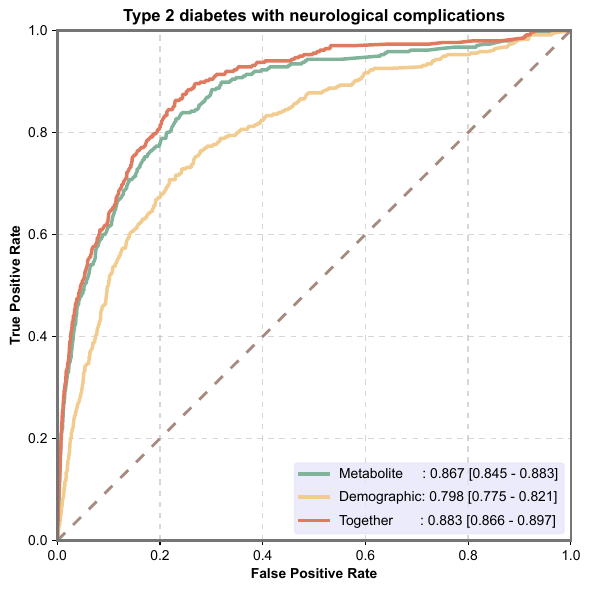 Type 2 diabetes with neurological complications
True Positive Rate
1.0
0.8
0.6
0.4
0.2
0.0
Metabolite : 0.867 [0.845 - 0.883]
Demographic: 0.798 [0.775 - 0.821]
Together : 0.883 [0.866 - 0.897]
0.0 0.2 0.4 0.6 0.8 1.0
False Positive Rate